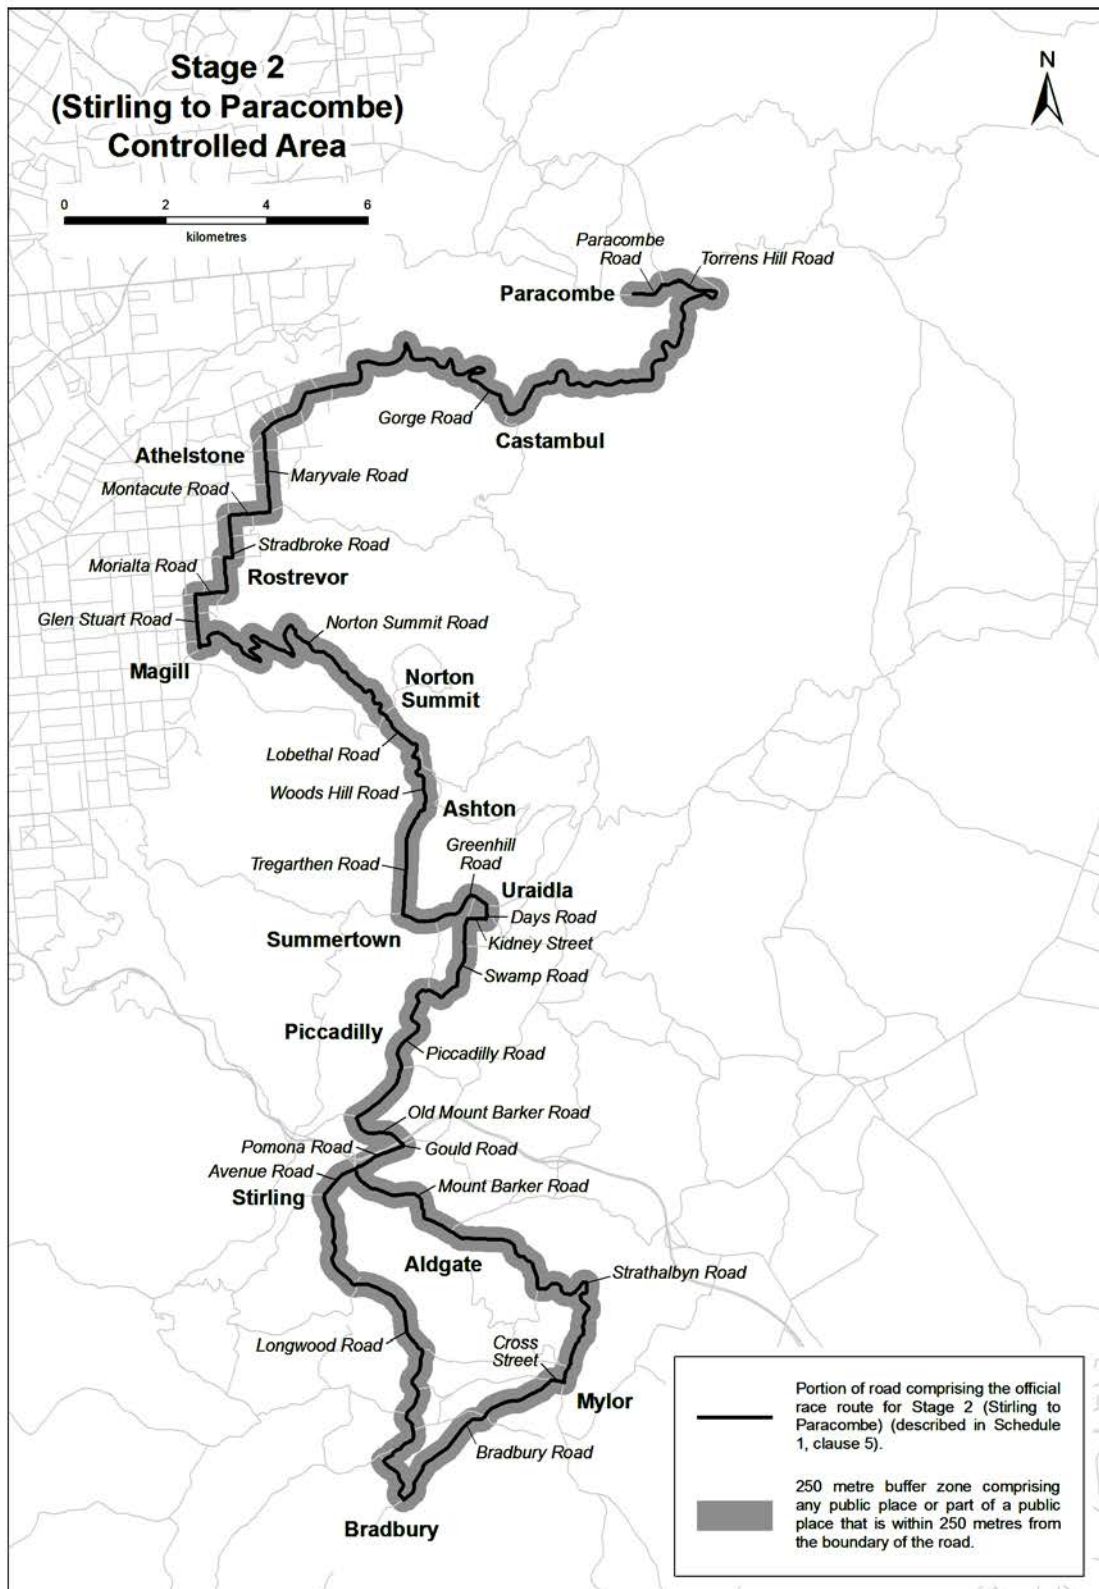 Stage 2
(Stirling to Paracombe)
Controlled Area
N
0 2 4 6
kilometres
Paracombe
Road
Torrens Hill Road
Paracombe
Gorge Road
Castambul
Athelstone
Maryvale Road
Montacute Road
Stradbroke Road
Morialta Road
Rostrevor
Glen Stuart Road
Norton Summit Road
Magill
Norton
Summit
Lobethal Road
Woods Hill Road
Ashton
Greenhill
Road
Tregarthen Road
Uraidla
Days Road
Summertown
Kidney Street
Swamp Road
Piccadilly
Piccadilly Road
Old Mount Barker Road
Pomona Road
Gould Road
Avenue Road
Mount Barker Road
Stirling
Aldgate
Strathalbyn Road
Longwood Road
Cross
Street
Mylor
Bradbury Road
Bradbury
Portion of road comprising the official
race route for Stage 2 (Stirling to
Paracombe) (described in Schedule
1, clause 5).
250 metre buffer zone comprising
any public place or part of a public
place that is within 250 metres from
the boundary of the road.